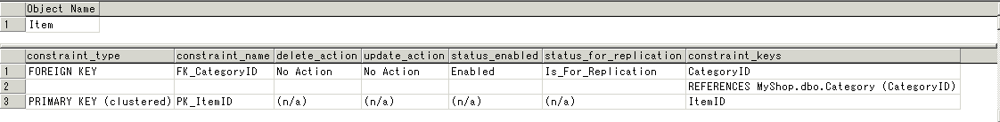 Object Name
1 Item
constraint_type constraint_name delete_action update_action status_enabled status_for_replication constraint_keys
1 FOREIGN KEY FK_CategoryID No Action No Action Enabled Is_For_Replication CategoryID
2 REFERENCES MyShop.dbo.Category (CategoryID)
3 PRIMARY KEY (clustered) PK_ItemID (n/a) (n/a) (n/a) (n/a) ItemID